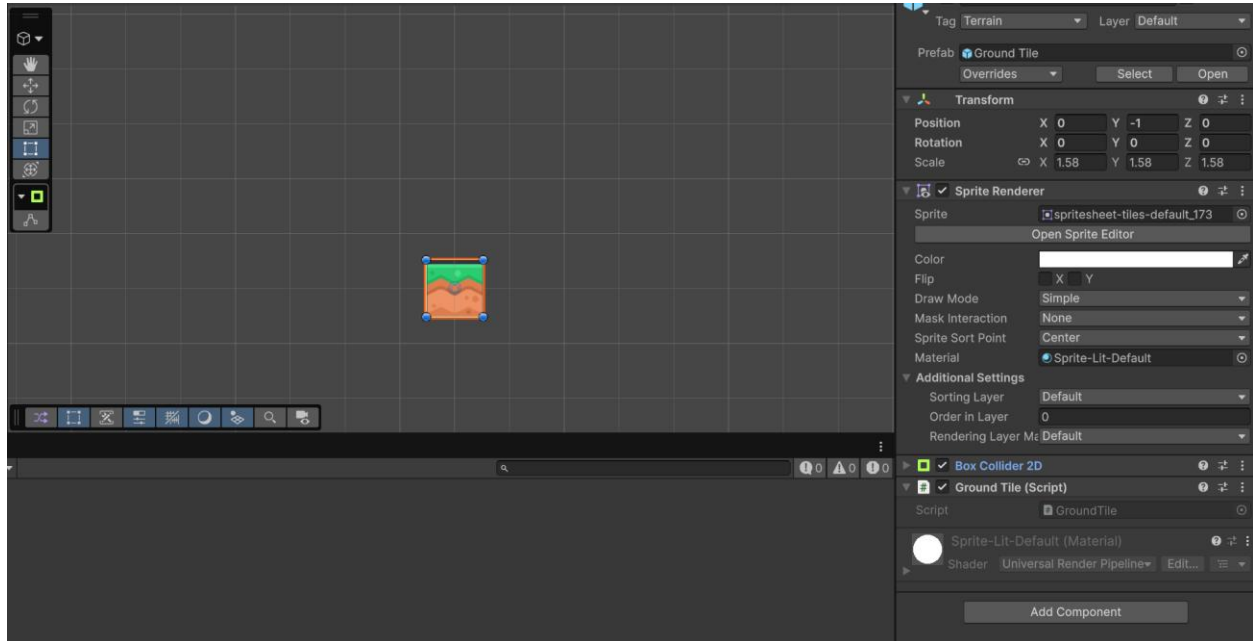 Tag Terrain Layer Default
Prefab Ground Tile
Overrides Select Open
Transform
Position X 0 Y -1 Z 0
Rotation X 0 Y 0 Z 0
Scale X 1.58 Y 1.58 Z 1.58
Sprite Renderer
Sprite spritesheet-tiles-default_173
Open Sprite Editor
Color
Flip X Y
Draw Mode Simple
Mask Interaction None
Sprite Sort Point Center
Material Sprite-Lit-Default
Additional Settings
Sorting Layer Default
Order in Layer 0
Rendering Layer Ma Default
0 0 0
Box Collider 2D
Ground Tile (Script)
Script GroundTile
Sprite-Lit-Default (Material)
Shader Universal Render Pipeline Edit...
Add Component